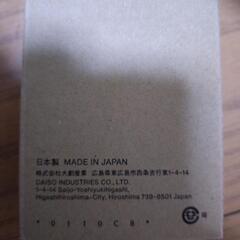 日本製 MADE IN JAPAN
株式会社大創産業 広島県東広島市西条吉行東1-4-14
DAISO INDUSTRIES CO., LTD.
1-4-14 Saijo-Yoshiyukihigashi,
Higashihiroshima-City, Hiroshima 739-8501 Japan
*0110C8*